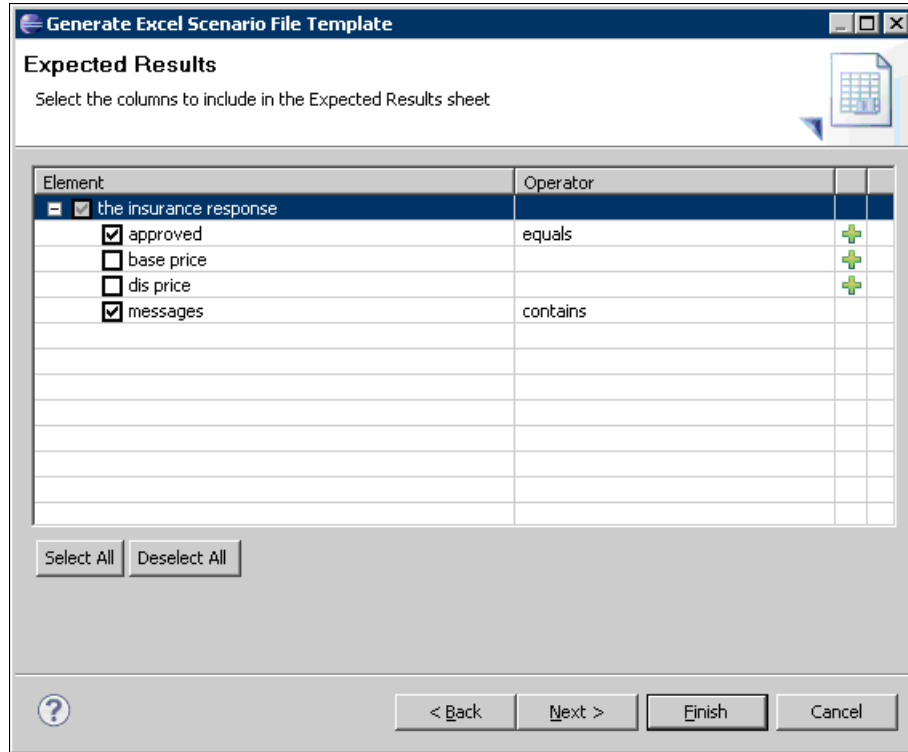 Generate Excel Scenario File Template
Expected Results
Select the columns to include in the Expected Results sheet
Element Operator
the insurance response
approved equals
base price
dis price
messages contains
Select All Deselect All
? < Back Next > Finish Cancel